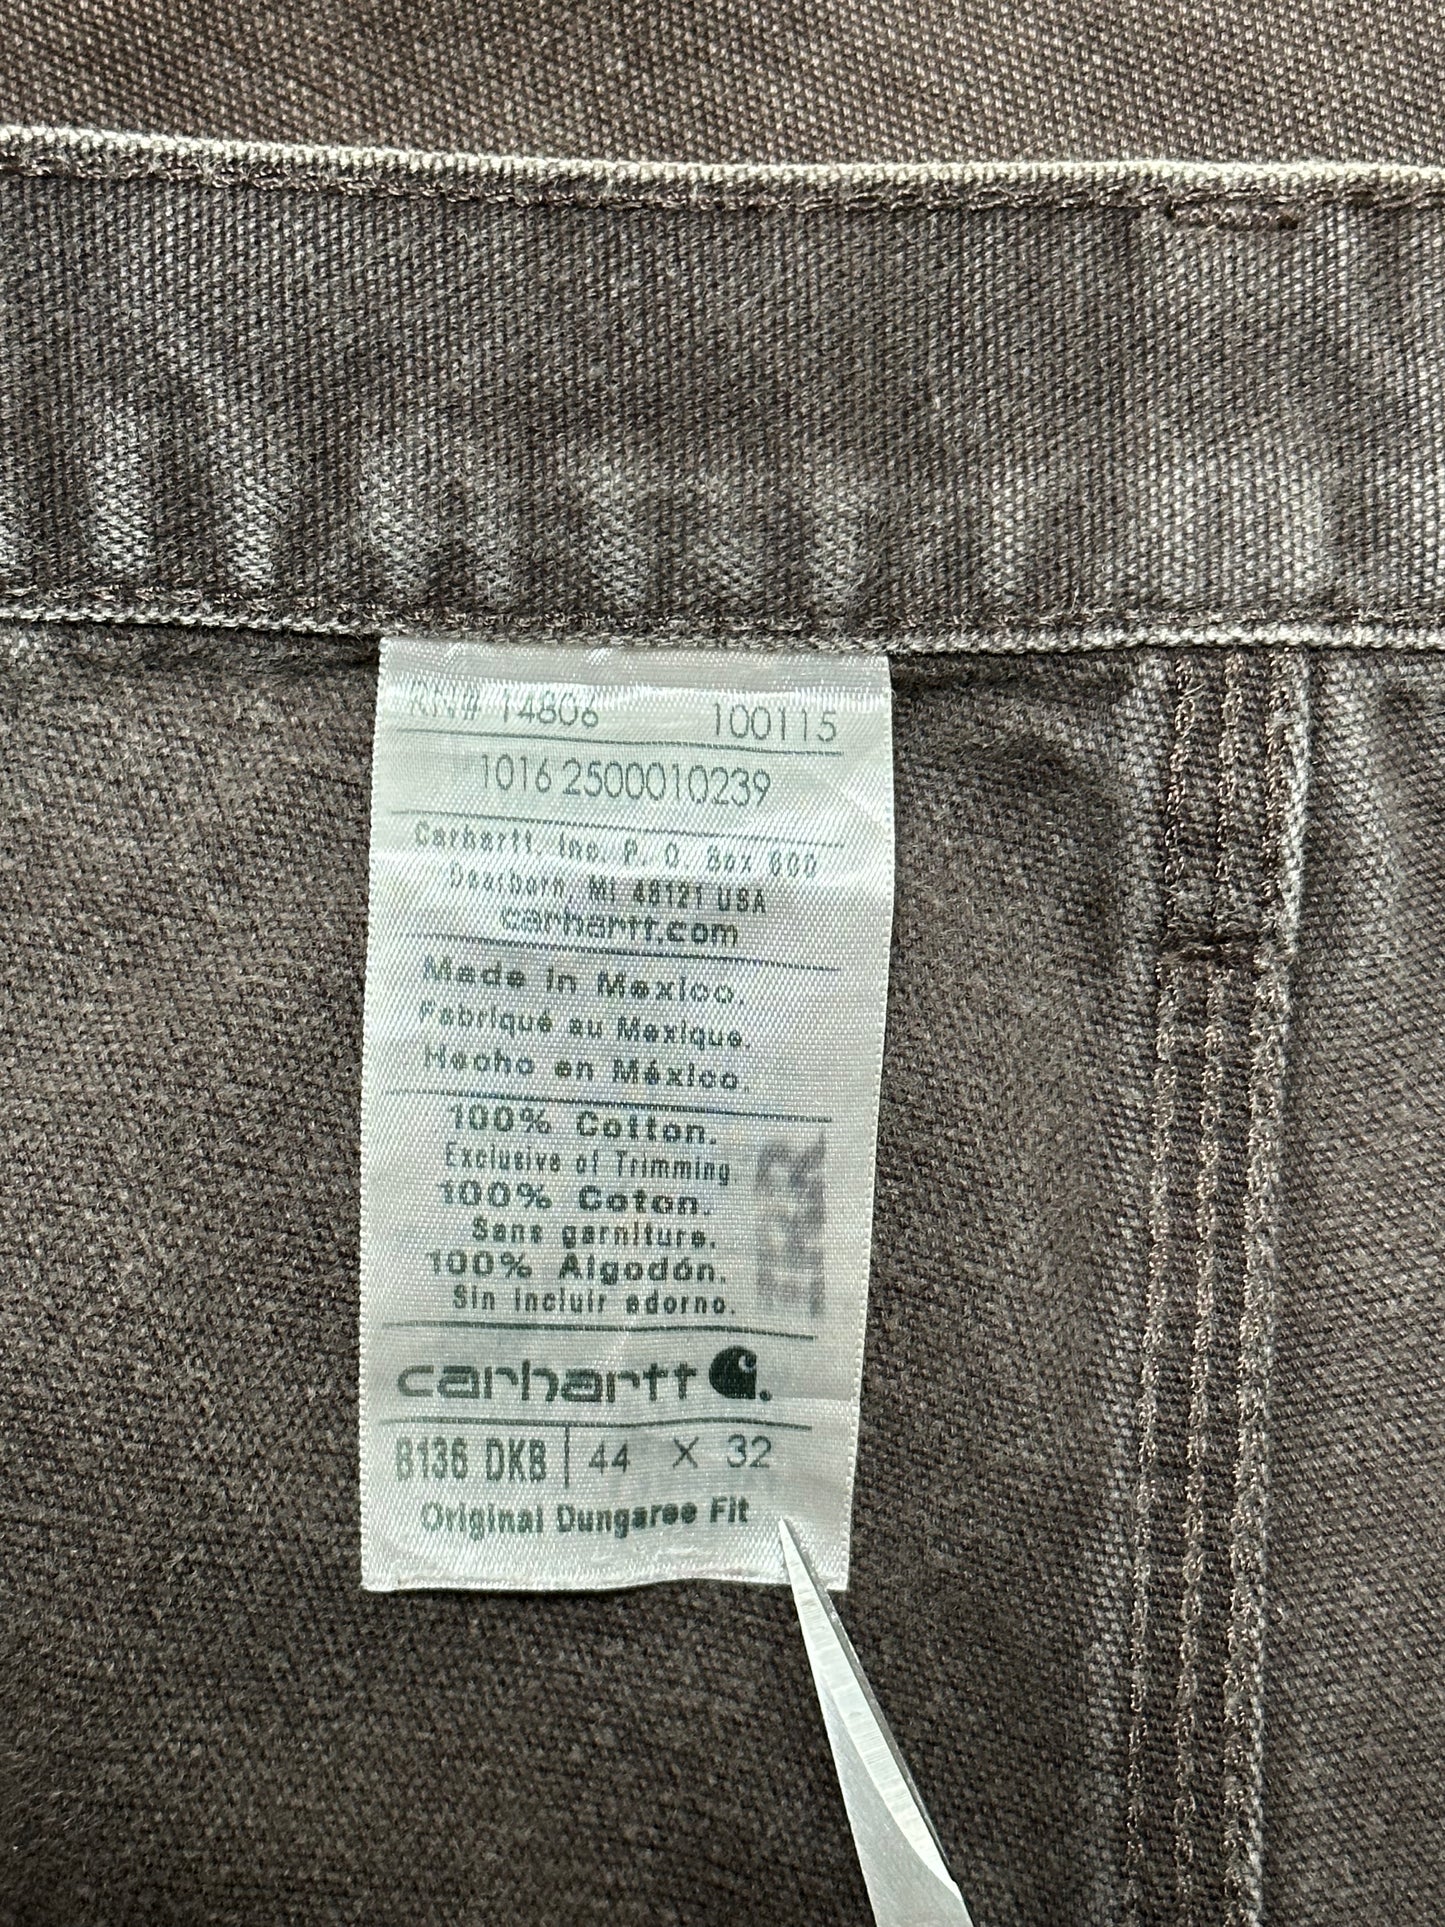 RN# 14806 100115
1016 2500010239
Carhartt, Inc. P. O. Box 600
Dearborn, MI 48121 USA
carhartt.com
Made in Mexico.
Fabriqué au Mexique.
Hecho en México.
100% Cotton.
Exclusive of Trimming
100% Coton.
Sans garniture.
100% Algodón.
Sin incluir adorno.
IRR
carhartt
B136 DKB 44 X 32
Original Dungaree Fit